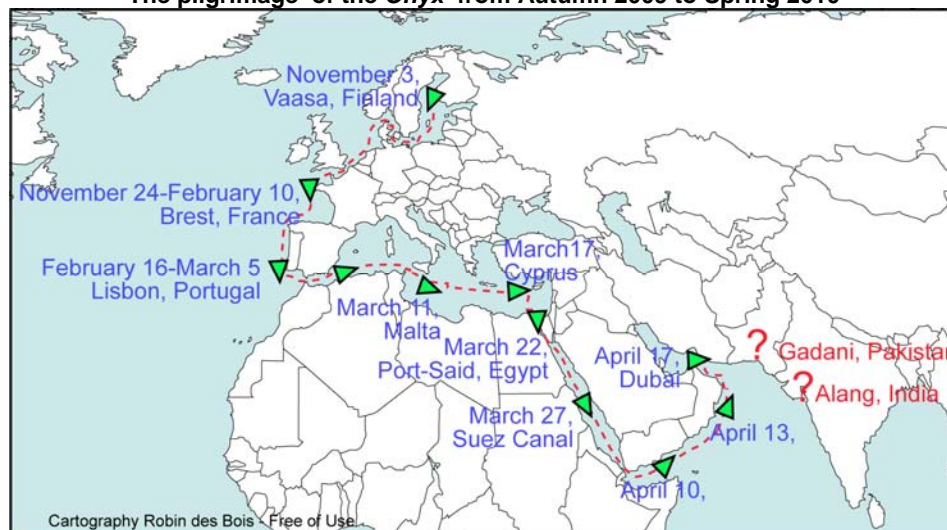 The pilgrimage of the Onyx from Autumn to Spring 2010
November 3,
Vaasa, Finland
November 24-February 10,
Brest, France
February 16-March 5
Lisbon, Portugal
March 11,
Malta
March17,
Cyprus
March 22,
Port-Said, Egypt
March 27,
Suez Canal
April 10,
April 13,
April 17,
Dubai
? Gadani, Pakistan
? Alang, India
Cartography Robin des Bois - Free of Use